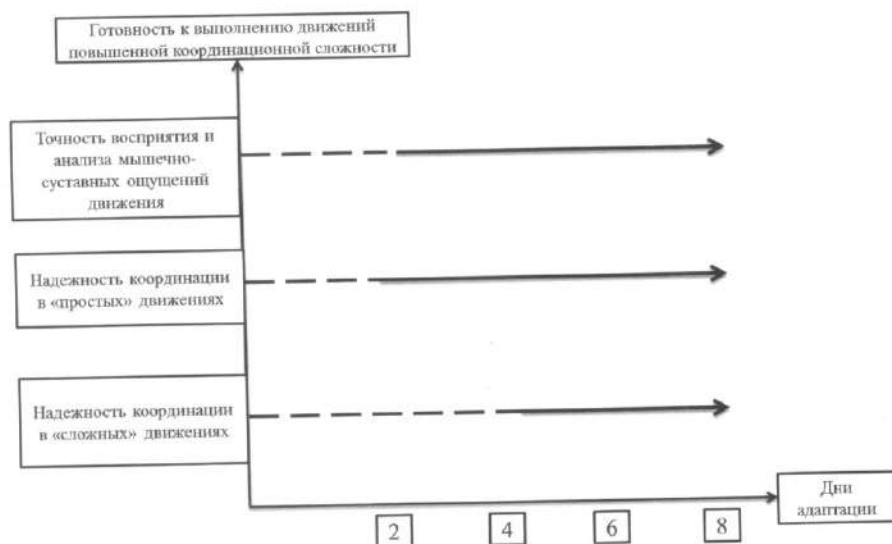 Готовность к выполнению движений
повышенной координационной сложности
Точность восприятия и
анализа мышечно-
суставных ощущений
движения
Надежность координации
в «простых» движениях
Надежность координации
в «сложных» движениях
Дни
адаптации
2
4
6
8